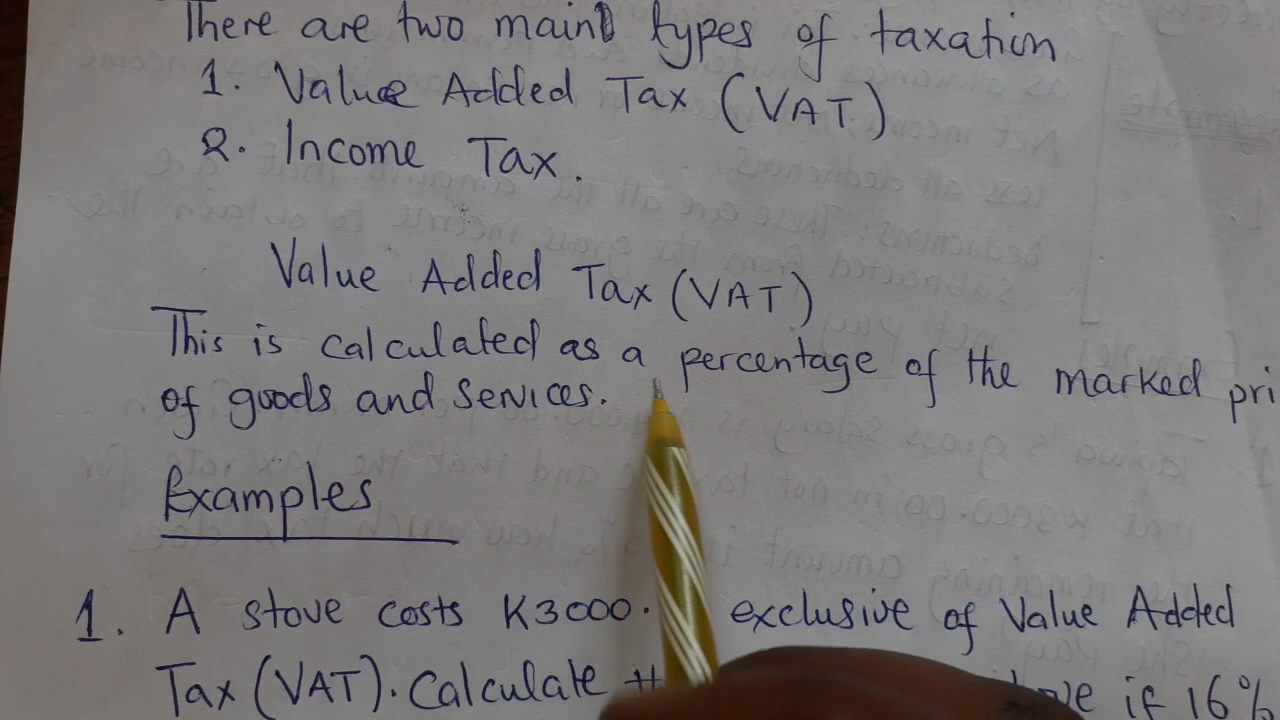 There are two main types of taxation
1. Value Added Tax (VAT)
2. Income Tax.
Value Added Tax (VAT)
This is calculated as a percentage of the marked pri
of goods and services.
Examples
1. A stove costs K3000. exclusive of Value Added
Tax (VAT). Calculate if 16%